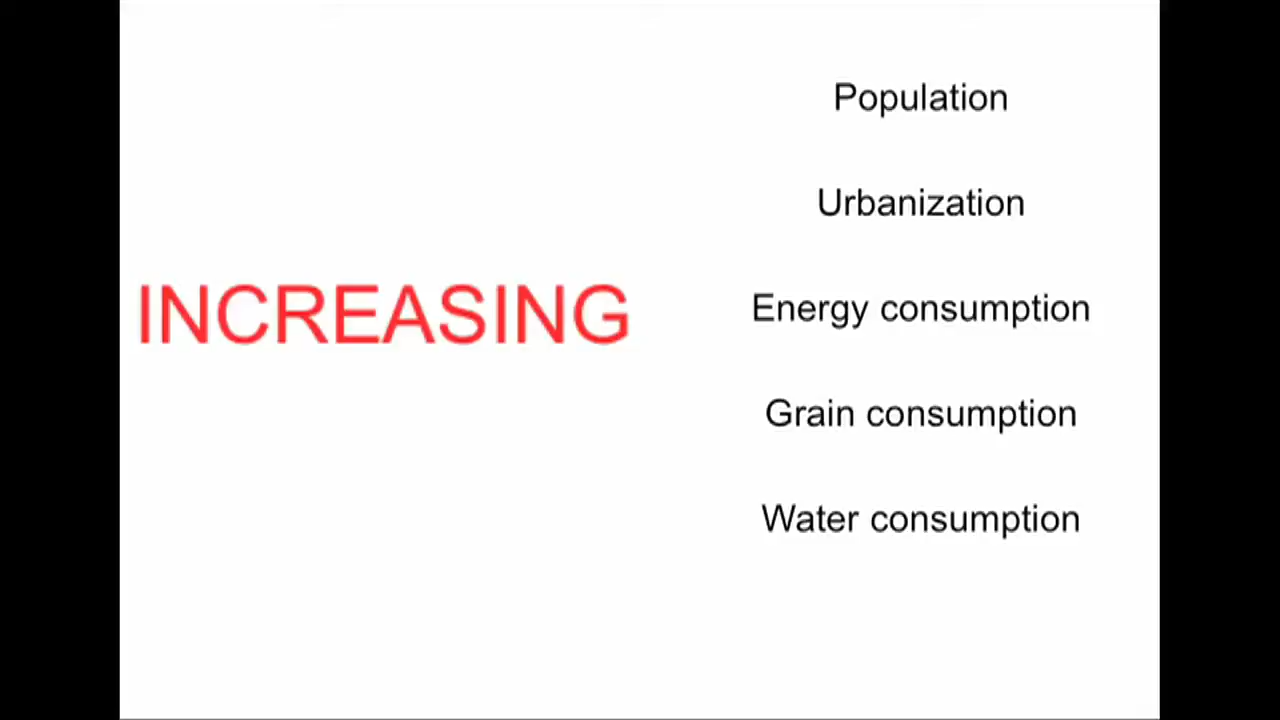 INCREASING
Population
Urbanization
Energy consumption
Grain consumption
Water consumption